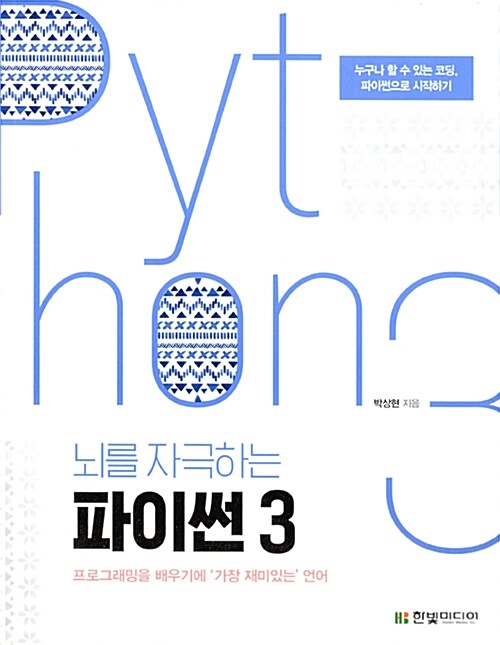 누구나 할 수 있는 코딩,
파이썬으로 시작하기
Pyt
hon3
박상현 지음
뇌를 자극하는
파이썬 3
프로그래밍을 배우기에 '가장 재미있는' 언어
HB 한빛미디어